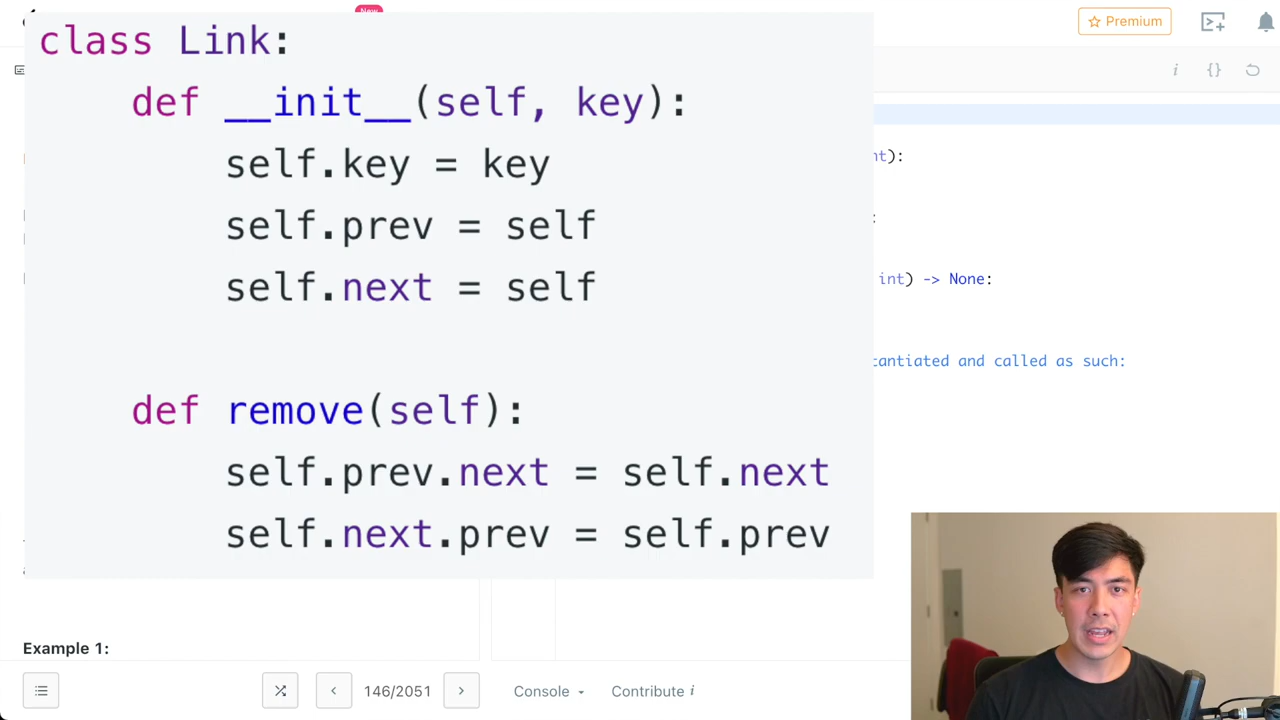 New
Premium
class Link:
def __init__(self, key):
self.key = key
self.prev = self
self.next = self
def remove(self):
self.prev.next = self.next
self.next.prev = self.prev
nt):
:
int) -> None:
tantiated and called as such:
Example 1:
146/2051
Console
Contribute i